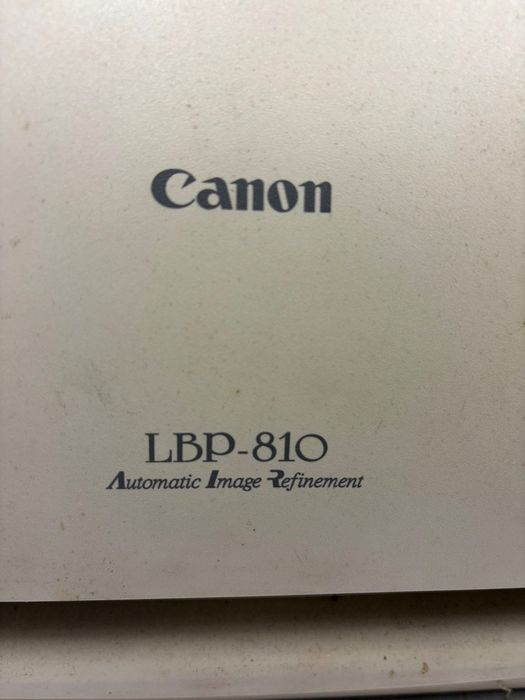 Canon
LBP-810
Automatic Image Refinement